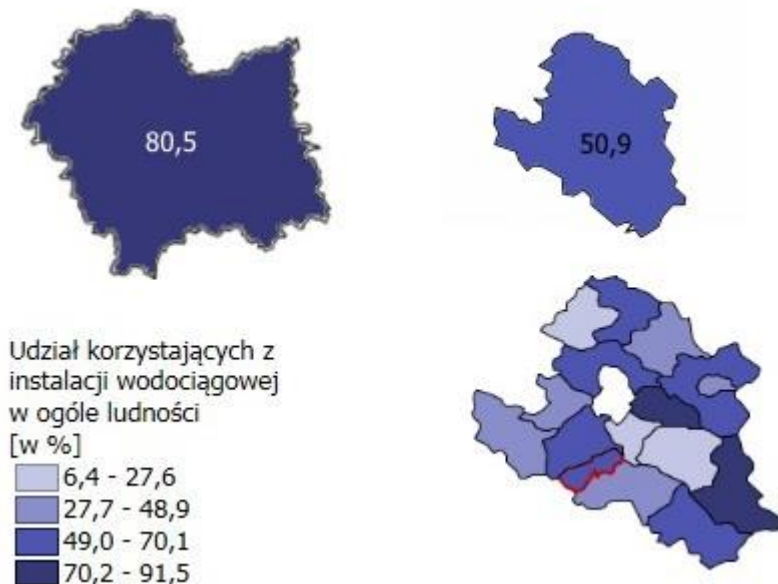 80,5
50,9
Udział korzystających z
instalacji wodociągowej
w ogóle ludności
[w %]
6,4 - 27,6
27,7 - 48,9
49,0 - 70,1
70,2 - 91,5